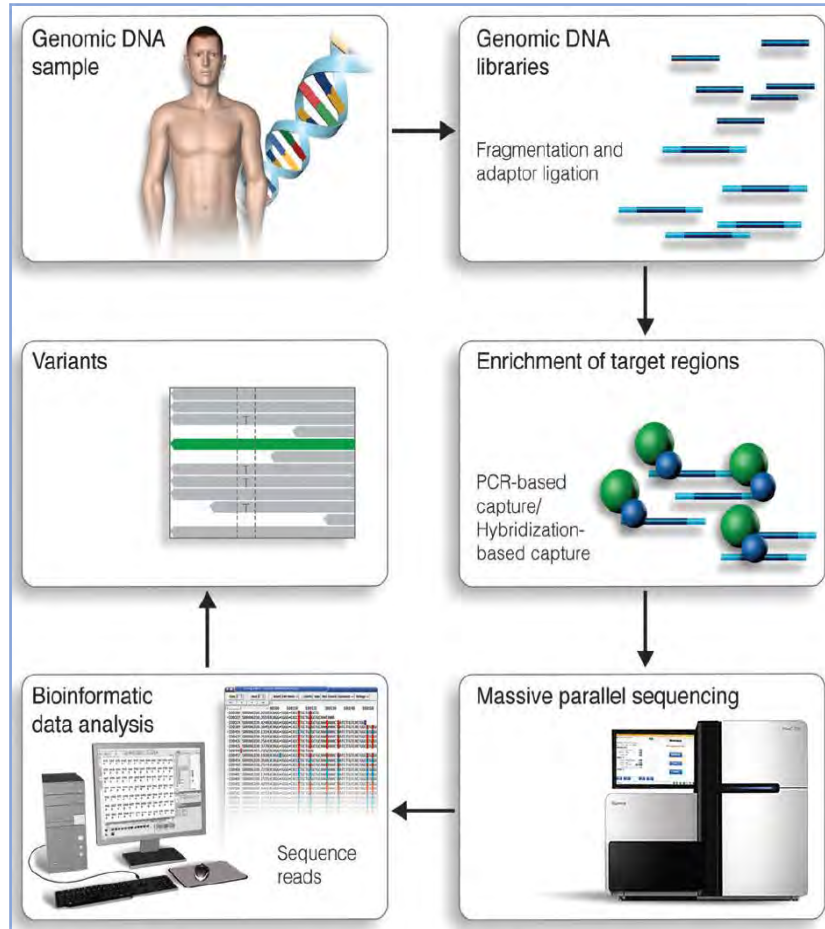 Genomic DNA
sample
Genomic DNA
libraries
Fragmentation and
adaptor ligation
Enrichment of target regions
PCR-based
capture/
Hybridization-
based capture
Massive parallel sequencing
Bioinformatic
data analysis
Sequence
reads
Variants
T
T
T
T